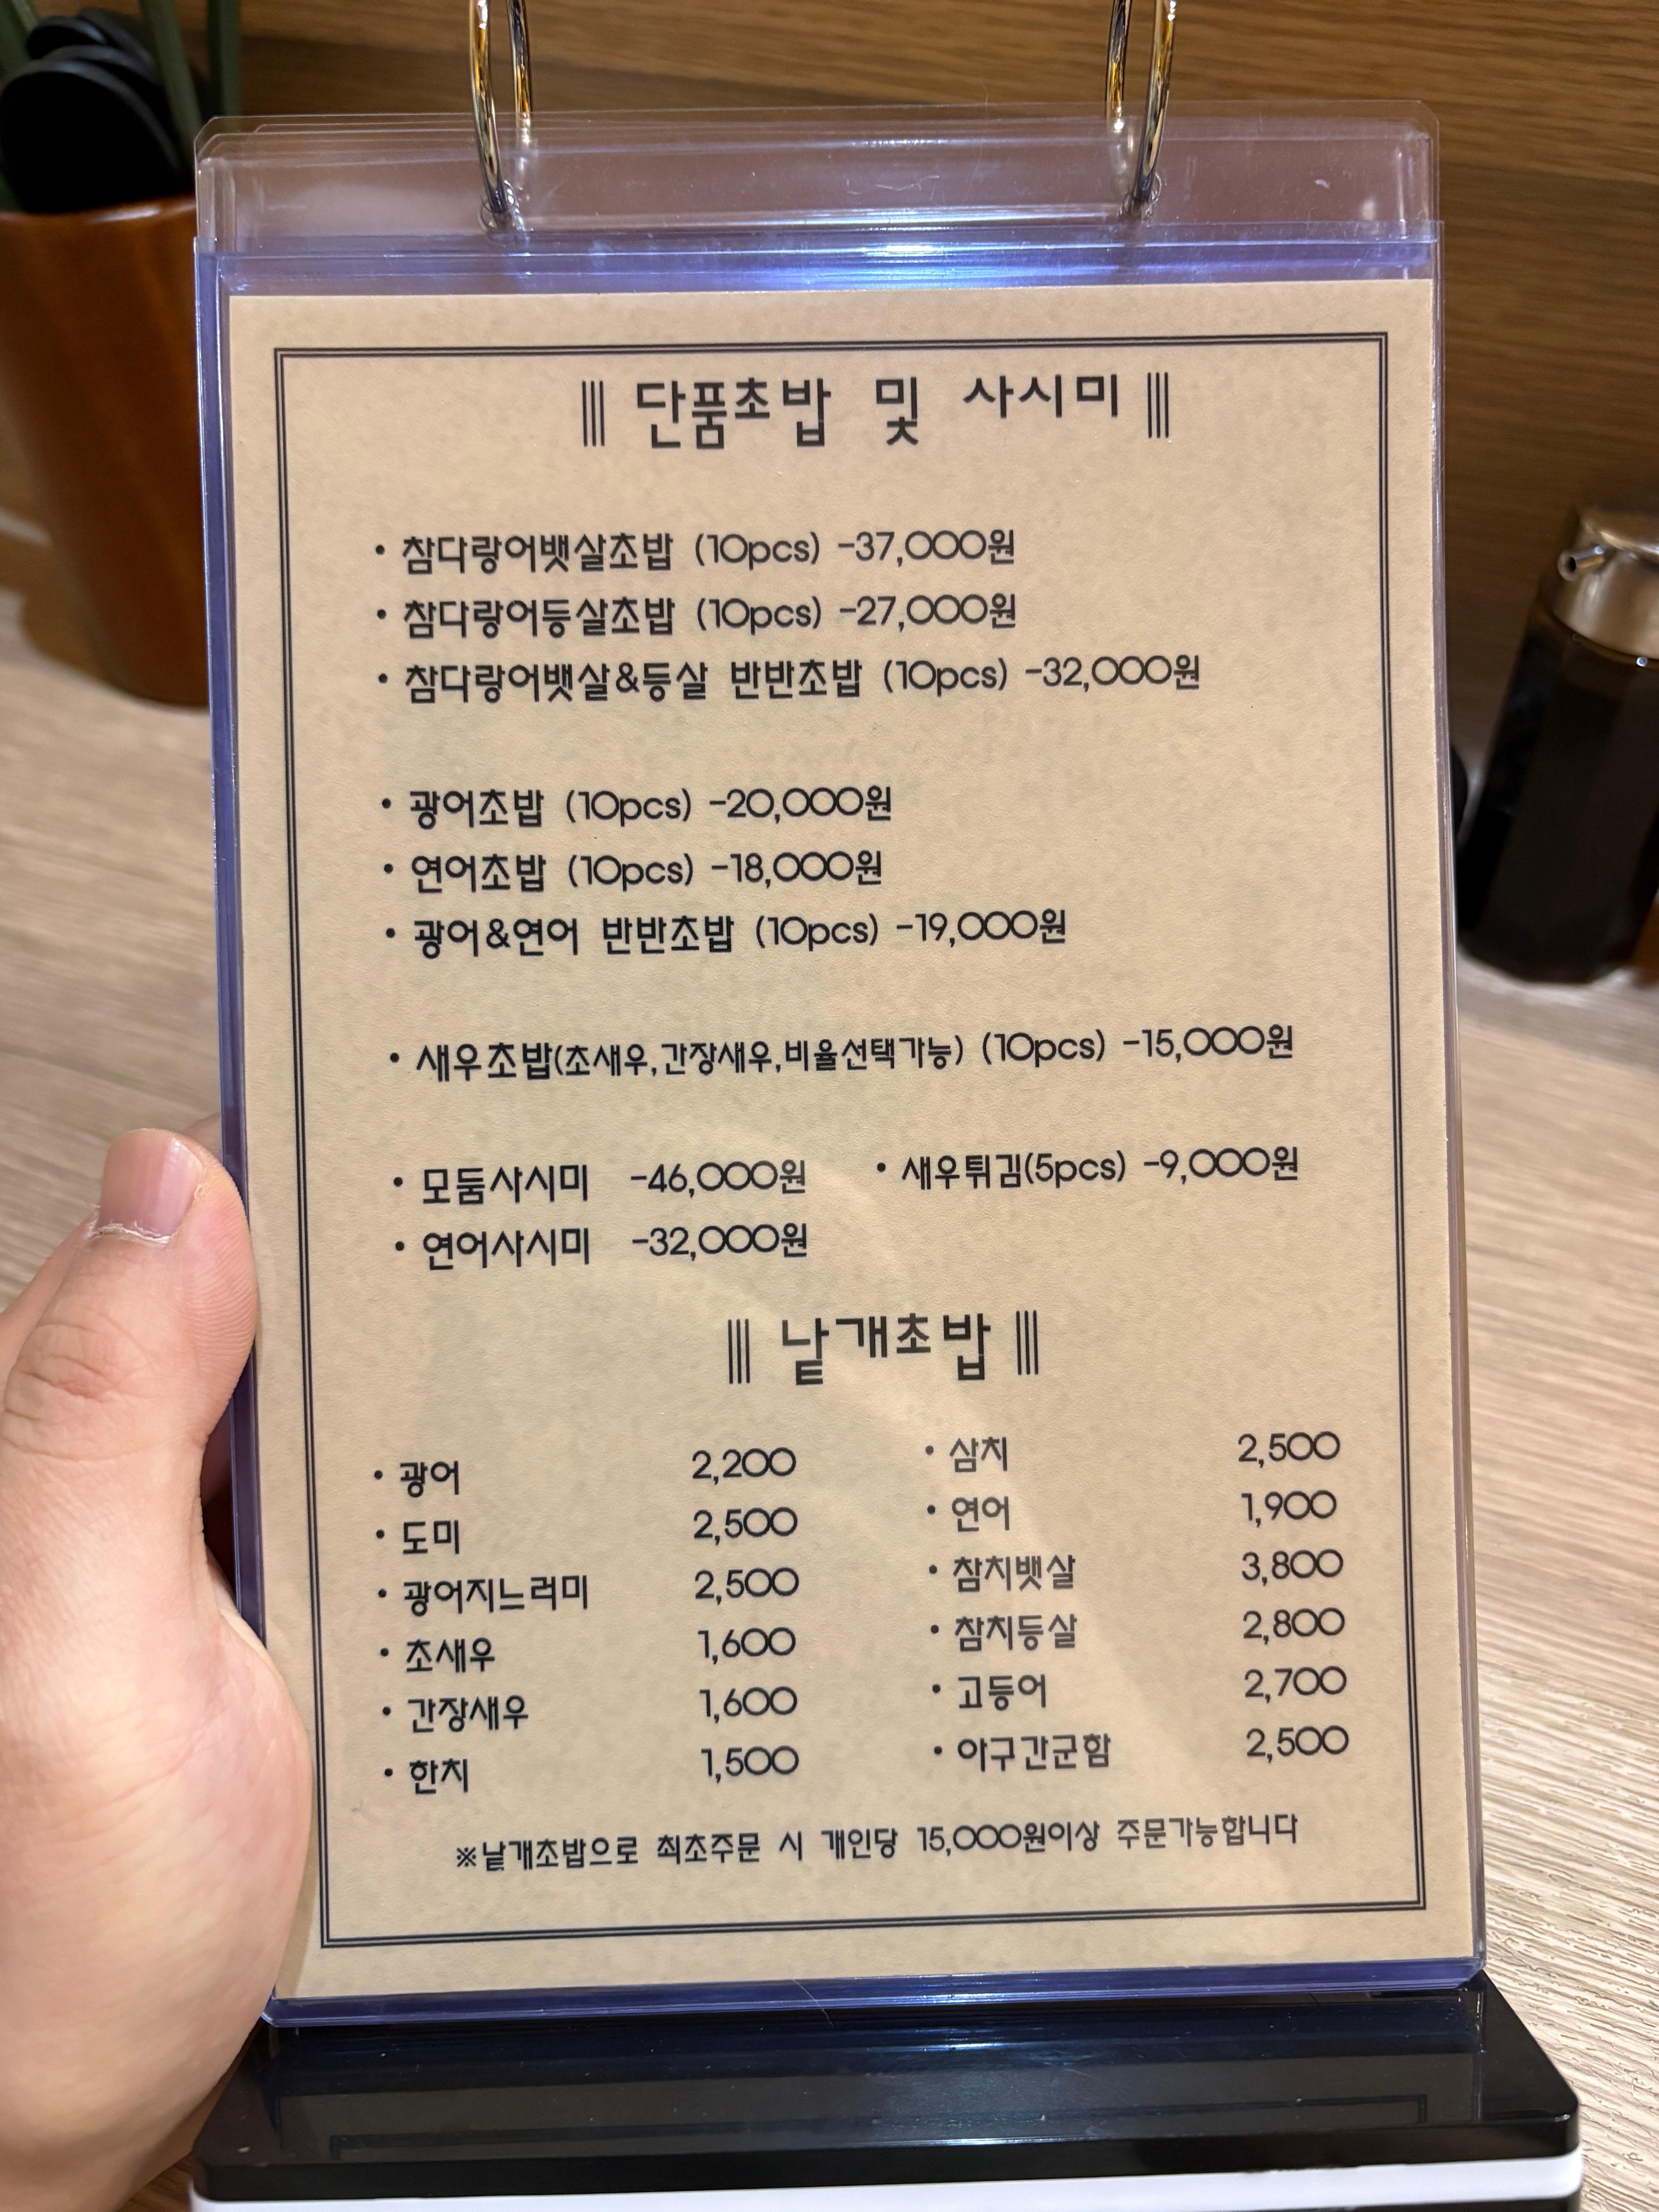 단품초밥 및 사시미
• 참다랑어뱃살초밥 (10pcs) -37,000원
• 참다랑어등살초밥 (10pcs) -27,000원
• 참다랑어뱃살&등살 반반초밥 (10pcs) -32,000원
• 광어초밥 (10pcs) -20,000원
• 연어초밥 (10pcs) -18,000원
• 광어&연어 반반초밥 (10pcs) -19,000원
• 새우초밥(초새우,간장새우,비율선택가능) (10pcs) -15,000원
• 모둠사시미 -46,000원 • 새우튀김(5pcs) -9,000원
• 연어사시미 -32,000원
낱개초밥
• 광어 2,200 • 삼치 2,500
• 도미 2,500 • 연어 1,900
• 광어지느러미 2,500 • 참치뱃살 3,800
• 초새우 1,600 • 참치등살 2,800
• 간장새우 1,600 • 고등어 2,700
• 한치 1,500 • 아구간군함 2,500
※낱개초밥으로 최초주문 시 개인당 15,000원이상 주문가능합니다